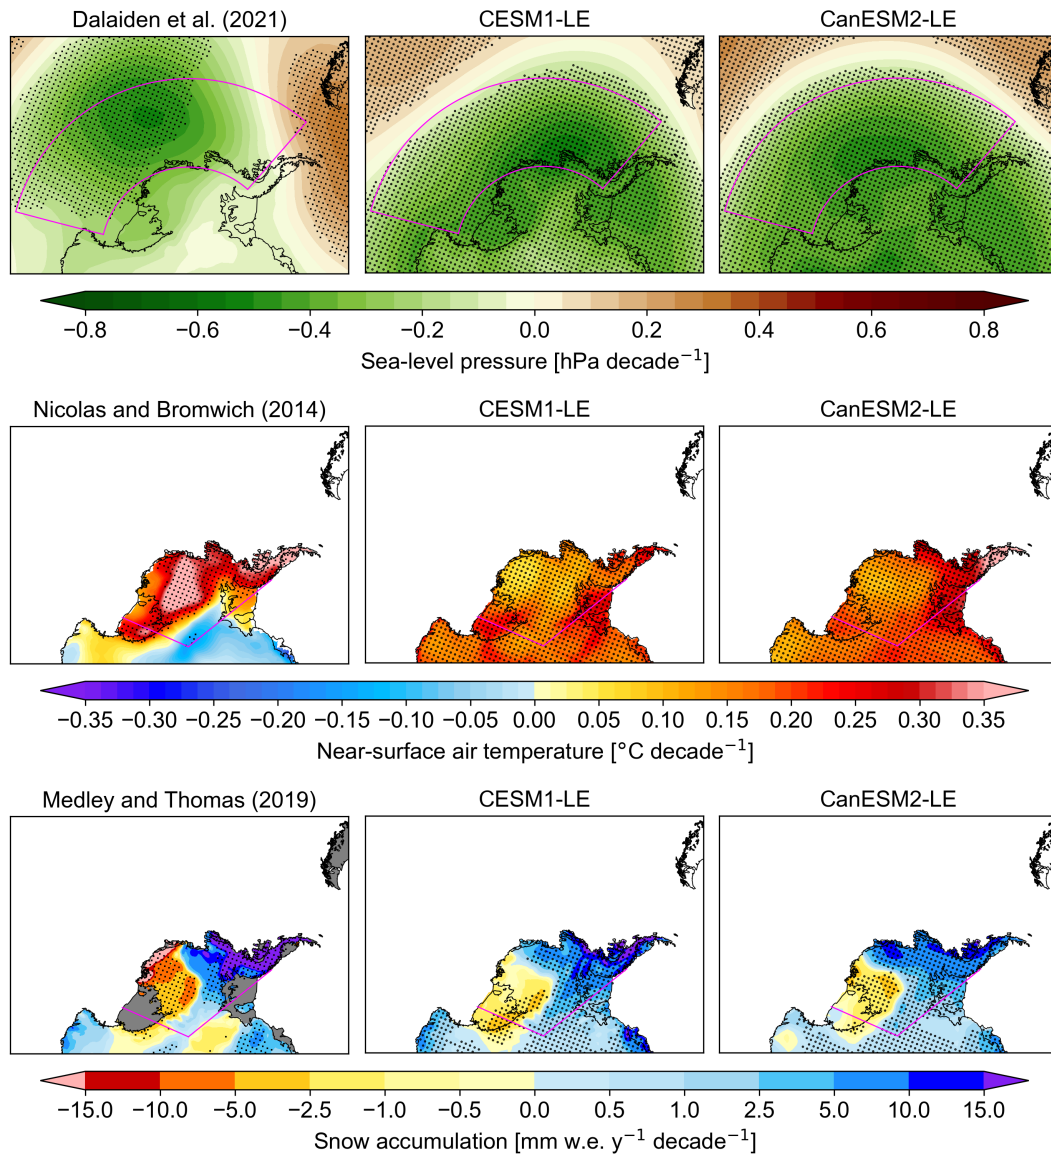 Dalaiden et al. (2021) CESM1-LE CanESM2-LE
−0.8 −0.6 −0.4 −0.2 0.0 0.2 0.4 0.6 0.8
Sea-level pressure [hPa decade⁻¹]
Nicolas and Bromwich (2014) CESM1-LE CanESM2-LE
−0.35 −0.30 −0.25 −0.20 −0.15 −0.10 −0.05 0.00 0.05 0.10 0.15 0.20 0.25 0.30 0.35
Near-surface air temperature [°C decade⁻¹]
Medley and Thomas (2019) CESM1-LE CanESM2-LE
−15.0 −10.0 −5.0 −2.5 −1.0 −0.5 0.0 0.5 1.0 2.5 5.0 10.0 15.0
Snow accumulation [mm w.e. y⁻¹ decade⁻¹]